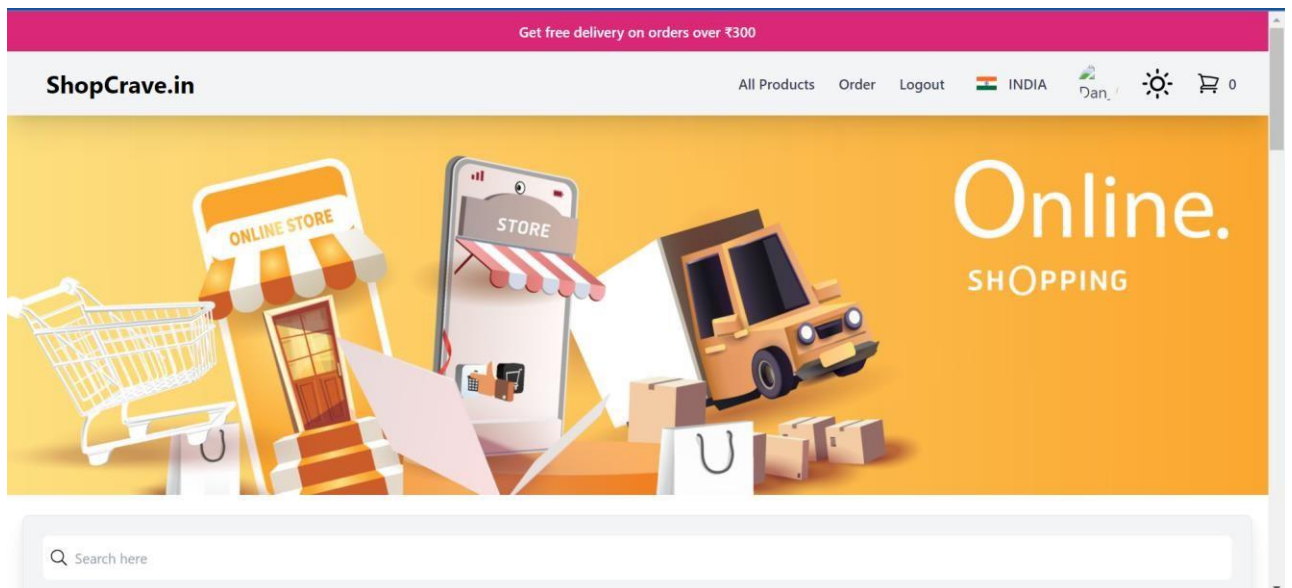 Get free delivery on orders over ₹300
ShopCrave.in
All Products Order Logout INDIA Dan 0
ONLINE STORE
STORE
Online.
SHOPPING
Search here